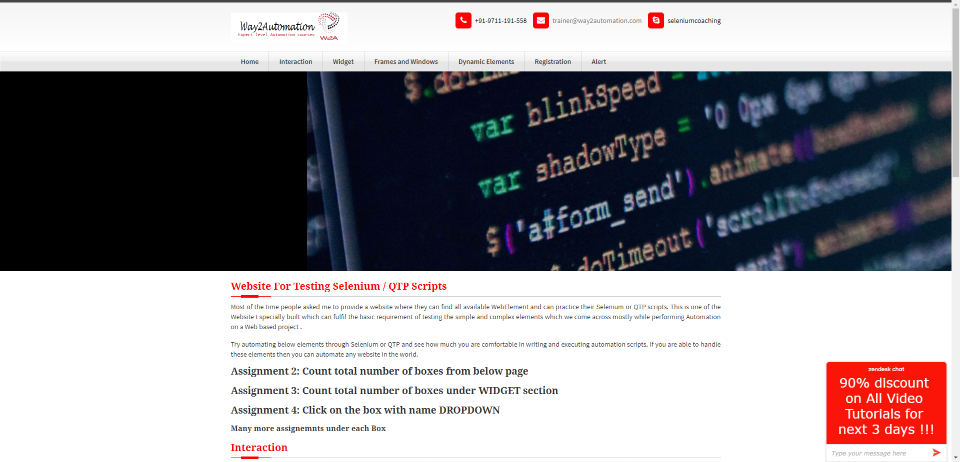 Way2Automation
Expert level Automation courses
W2A
+91-9711-191-558
trainer@way2automation.com
seleniumcoaching
Home
Interaction
Widget
Frames and Windows
Dynamic Elements
Registration
Alert
var blinkSpeed =
var shadowType = '0 0px 0px 0px
$('a#form_send').animate(
'scrollToForceed'
doTimeout(
Website For Testing Selenium / QTP Scripts
Most of the time people asked me to provide a website where they can find all available WebElement and can practice their Selenium or QTP scripts. This is one of the
Website I specially built which can fulfil the basic requirement of testing the simple and complex elements which we come across mostly while performing Automation
on a Web based project .
Try automating below elements through Selenium or QTP and see how much you are comfortable in writing and executing automation scripts. If you are able to handle
these elements then you can automate any website in the world.
Assignment 2: Count total number of boxes from below page
Assignment 3: Count total number of boxes under WIDGET section
Assignment 4: Click on the box with name DROPDOWN
Many more assignemnts under each Box
Interaction
zendesk chat
90% discount
on All Video
Tutorials for
next 3 days !!!
Type your message here